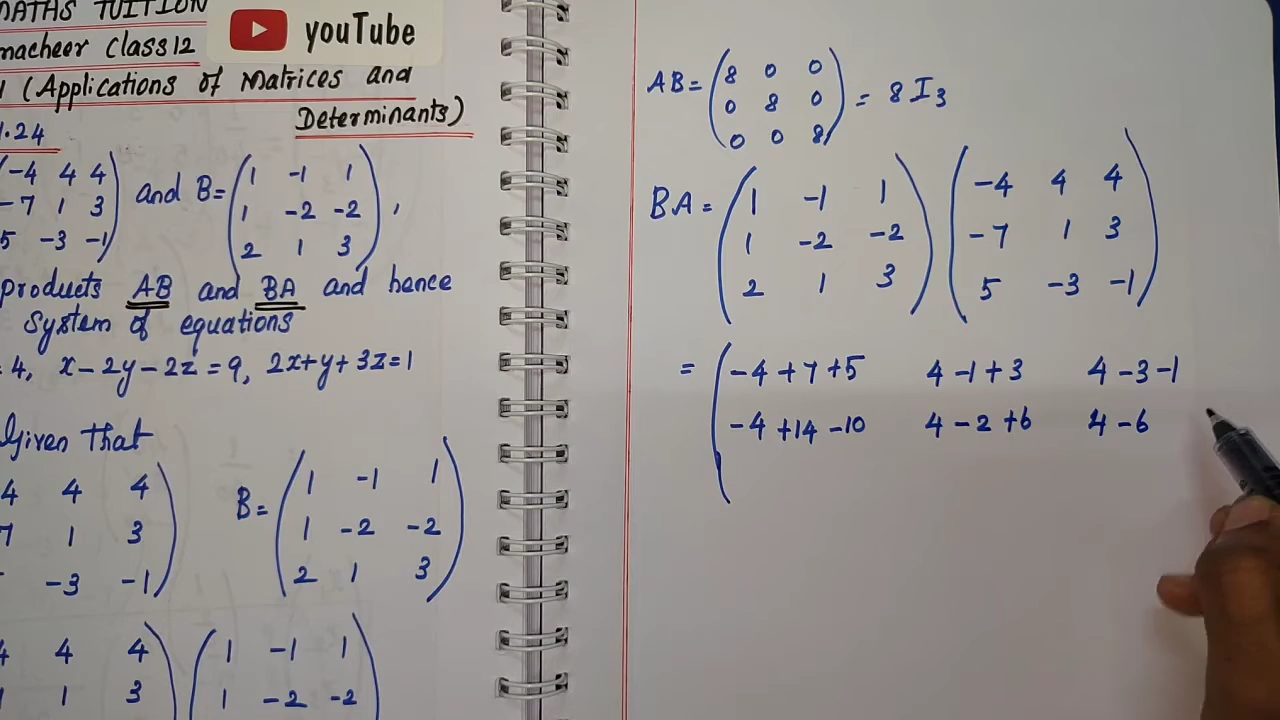 MATHS TUITION
YouTube
macheer Class 12
(Applications of Matrices and
Determinants)
1.24
-4 4 4
-7 1 3
5 -3 -1
and B=
1 -1 1
1 -2 -2
2 1 3
,
products AB and BA and hence
System of equations
= 4, x - 2y - 2z = 9, 2x + y + 3z = 1
Given that
4 4 4
7 1 3
-3 -1
B=
1 -1 1
1 -2 -2
2 1 3
4 4 4
1 1 3
1 -1 1
1 -2 -2
AB =
8 0 0
0 8 0
0 0 8
= 8 I3
BA =
1 -1 1
1 -2 -2
2 1 3
-4 4 4
-7 1 3
5 -3 -1
= -4 +7 +5 4 -1 +3 4 -3 -1
-4 +14 -10 4 -2 +6 4 -6